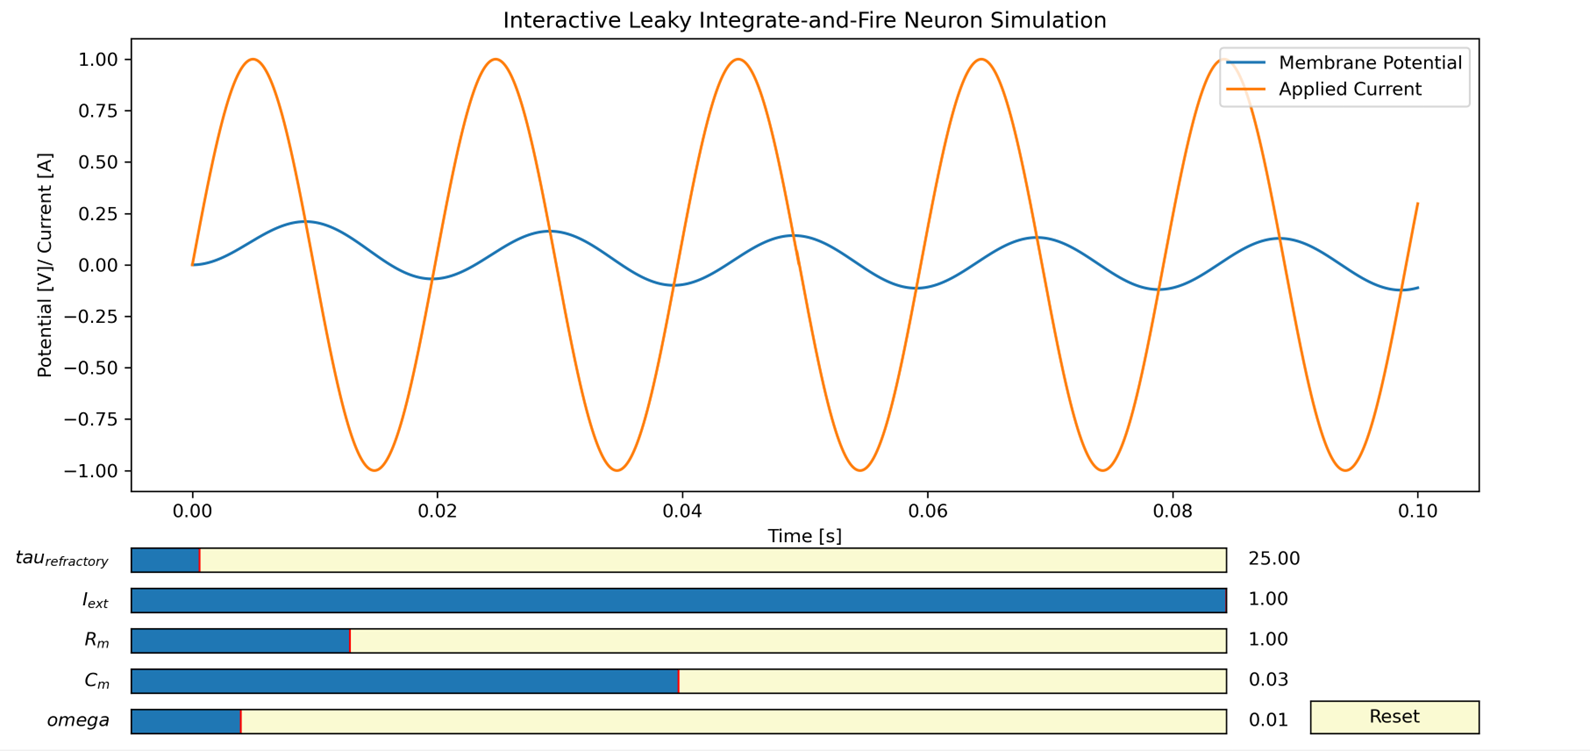 Interactive Leaky Integrate-and-Fire Neuron Simulation
Membrane Potential
Applied Current
Potential [V]/ Current [A]
1.00
0.75
0.50
0.25
0.00
−0.25
−0.50
−0.75
−1.00
0.00 0.02 0.04 0.06 0.08 0.10
Time [s]
tau_refractory 25.00
I_ext 1.00
R_m 1.00
C_m 0.03
omega 0.01
Reset